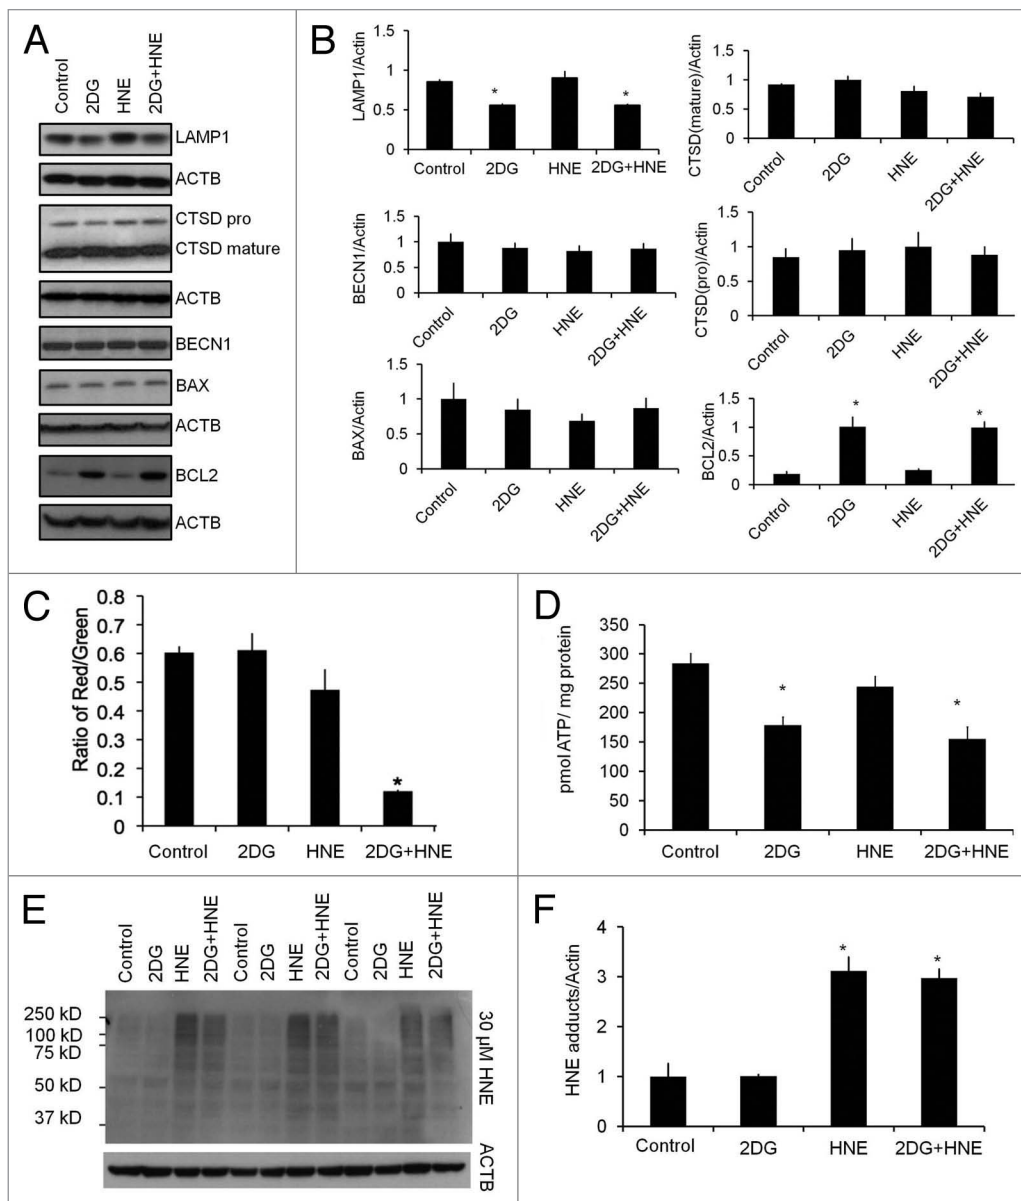 A
Control
2DG
HNE
2DG+HNE
LAMP1
ACTB
CTSD pro
CTSD mature
ACTB
BECN1
BAX
ACTB
BCL2
ACTB
B
LAMP1/Actin
1.5
1
0.5
0
*
*
Control
2DG
HNE
2DG+HNE
CTSD(mature)/Actin
1.5
1
0.5
0
Control
2DG
HNE
2DG+HNE
BECN1/Actin
1.5
1
0.5
0
Control
2DG
HNE
2DG+HNE
CTSD(pro)/Actin
1.5
1
0.5
0
Control
2DG
HNE
2DG+HNE
BAX/Actin
1.5
1
0.5
0
Control
2DG
HNE
2DG+HNE
BCL2/Actin
1.5
1
0.5
0
*
*
Control
2DG
HNE
2DG+HNE
C
Ratio of Red/Green
0.8
0.7
0.6
0.5
0.4
0.3
0.2
0.1
0
*
Control
2DG
HNE
2DG+HNE
D
pmol ATP/ mg protein
350
300
250
200
150
100
50
0
*
*
Control
2DG
HNE
2DG+HNE
E
Control
2DG
HNE
2DG+HNE
Control
2DG
HNE
2DG+HNE
Control
2DG
HNE
2DG+HNE
250 kD
100 kD
75 kD
50 kD
37 kD
30 µM HNE
ACTB
F
HNE adducts/Actin
4
3
2
1
0
*
*
Control
2DG
HNE
2DG+HNE